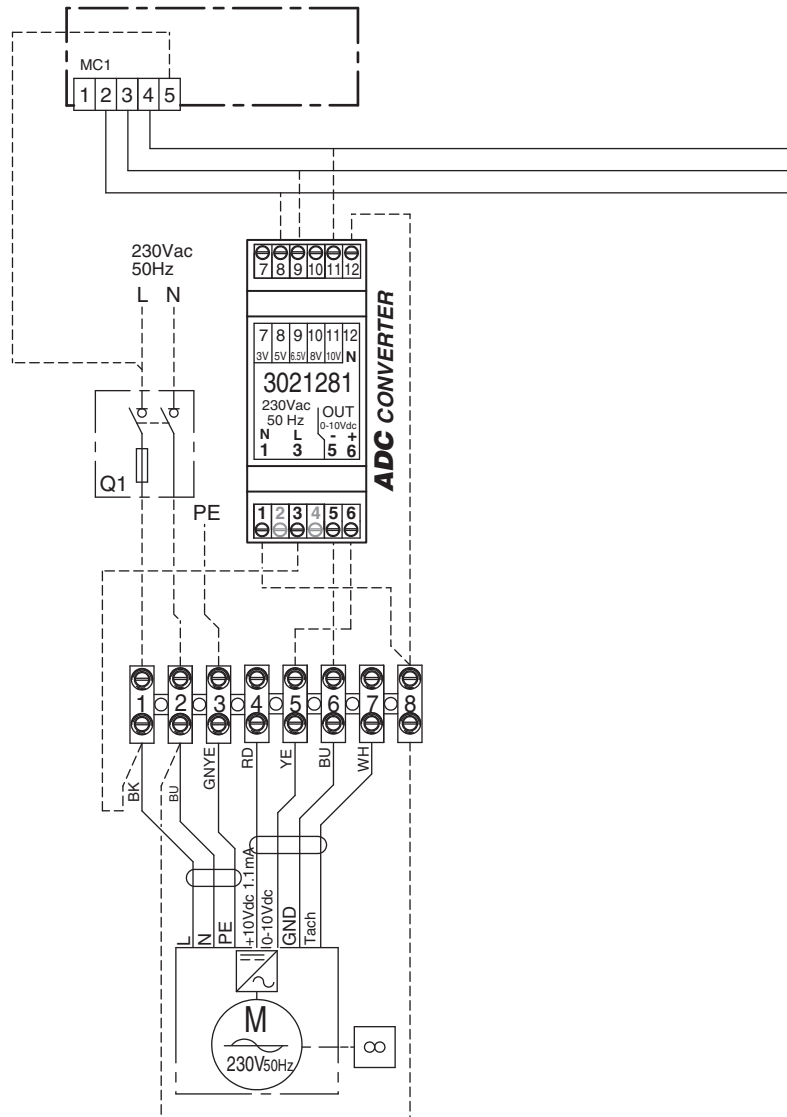 MC1
1 2 3 4 5
230Vac
50Hz
L N
7 8 9 10 11 12
7 8 9 10 11 12
3V 5V 6.5V 8V 10V N
3021281
230Vac
50 Hz
OUT
0-10Vdc
N L - +
1 3 5 6
ADC CONVERTER
Q1
PE
1 2 3 4 5 6
1 2 3 4 5 6 7 8
BK BU GNYE RD YE BU WH
L N PE +10Vdc 1.1mA 0-10Vdc GND Tach
M
230V50Hz
8